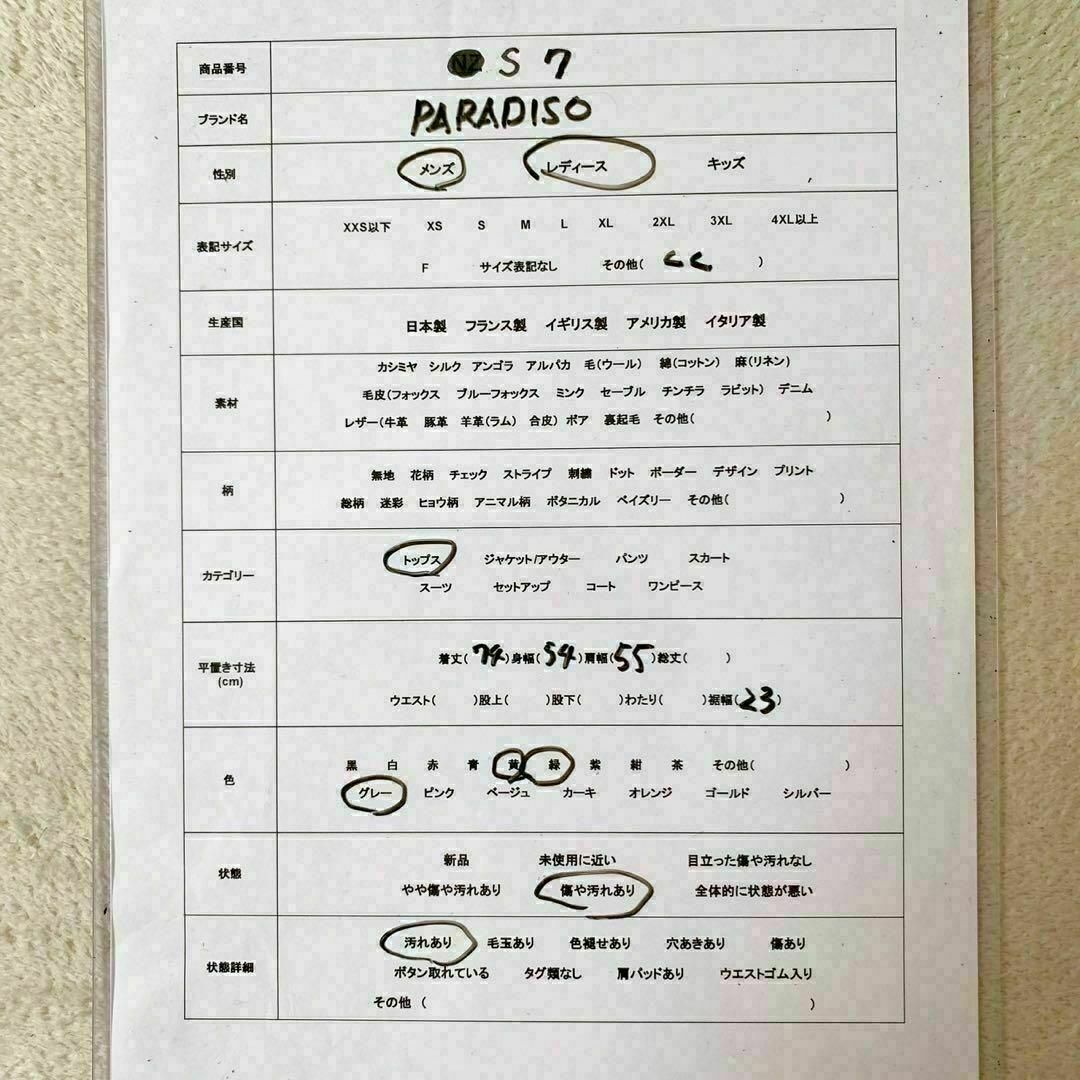 商品番号 NZ S 7
ブランド名 PARADISO
性別 メンズ レディース キッズ
XXS以下 XS S M L XL 2XL 3XL 4XL以上
表記サイズ
F サイズ表記なし その他( LL )
生産国 日本製 フランス製 イギリス製 アメリカ製 イタリア製
カシミヤ シルク アンゴラ アルパカ 毛(ウール) 綿(コットン) 麻(リネン)
素材 毛皮(フォックス ブルーフォックス ミンク セーブル チンチラ ラビット) デニム
レザー(牛革 豚革 羊革(ラム) 合皮) ボア 裏起毛 その他( )
柄 無地 花柄 チェック ストライプ 刺繍 ドット ボーダー デザイン プリント
総柄 迷彩 ヒョウ柄 アニマル柄 ボタニカル ペイズリー その他( )
トップス ジャケット/アウター パンツ スカート
カテゴリー
スーツ セットアップ コート ワンピース
平置き寸法 着丈( 74 )身幅( 54 )肩幅( 55 )総丈( )
(cm)
ウエスト( )股上( )股下( )わたり( )裾幅( 23 )
黒 白 赤 青 黄 緑 紫 紺 茶 その他( )
色
グレー ピンク ベージュ カーキ オレンジ ゴールド シルバー
新品 未使用に近い 目立った傷や汚れなし
状態
やや傷や汚れあり 傷や汚れあり 全体的に状態が悪い
汚れあり 毛玉あり 色褪せあり 穴あきあり 傷あり
状態詳細 ボタン取れている タグ類なし 肩パッドあり ウエストゴム入り
その他 ( )